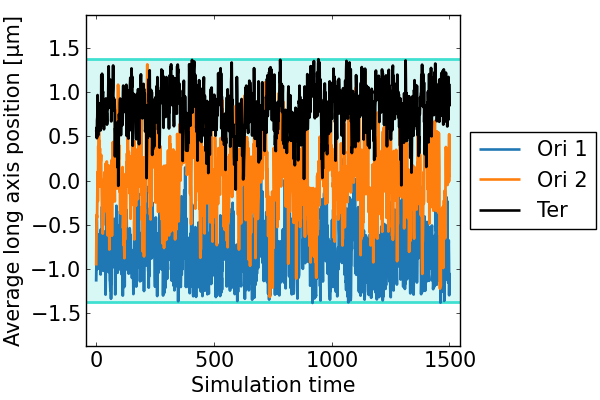 Average long axis position [µm]
1.5
1.0
0.5
0.0
−0.5
−1.0
−1.5
0
500
1000
1500
Simulation time
Ori 1
Ori 2
Ter